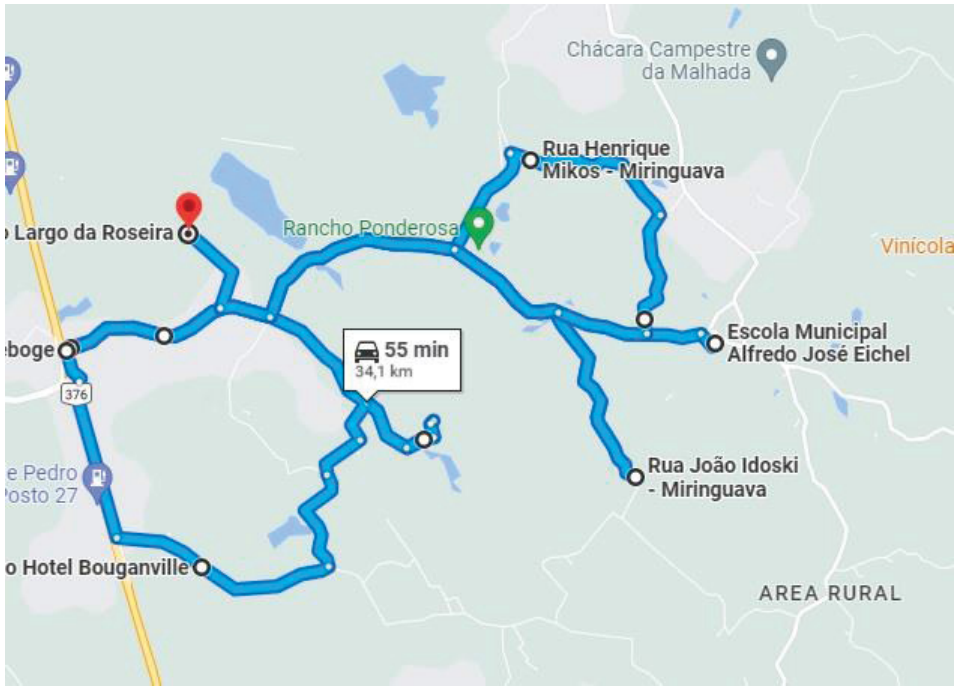 Chácara Campestre
da Malhada
Rua Henrique
Mikos - Miringuava
Rancho Ponderosa
o Largo da Roseira
Vinícola
Escola Municipal
Alfredo José Eichel
eboge
55 min
34,1 km
376
Rua João Idoski
- Miringuava
e Pedro
Posto 27
o Hotel Bouganville
AREA RURAL